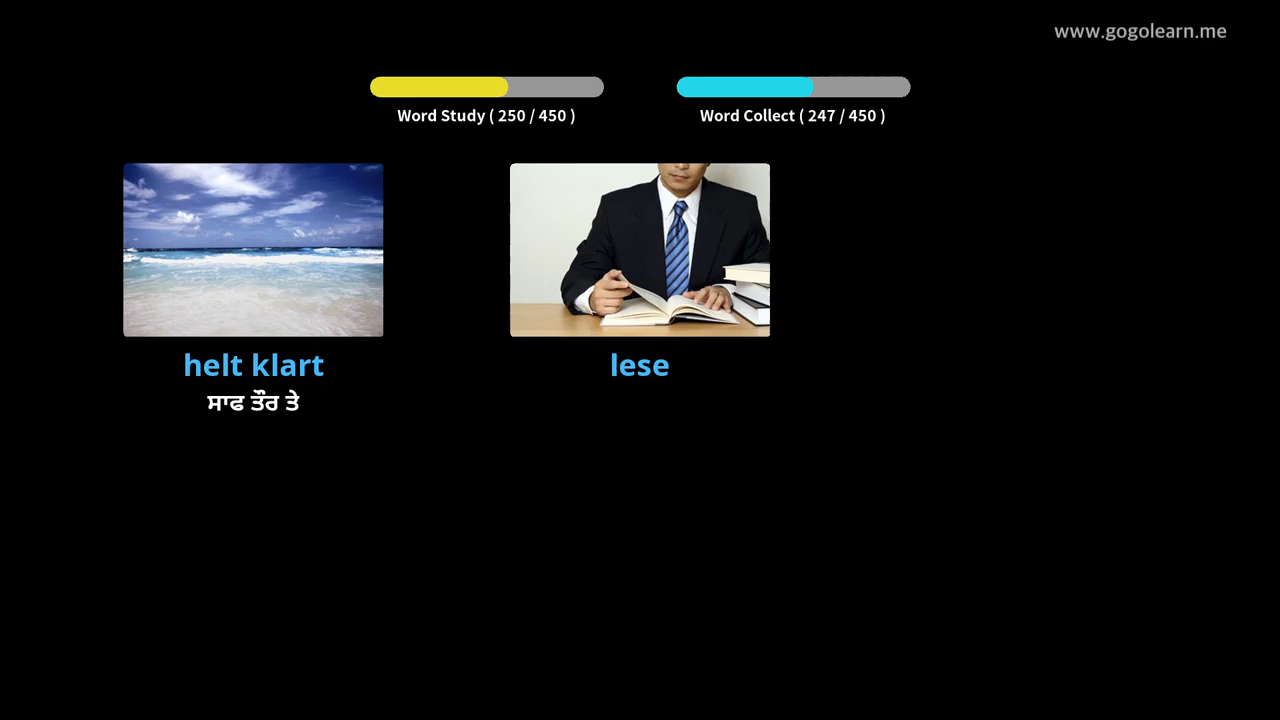 www.gogolearn.me
Word Study ( 250 / 450 )
Word Collect ( 247 / 450 )
helt klart
ਸਾਫ ਤੌਰ ਤੇ
lese